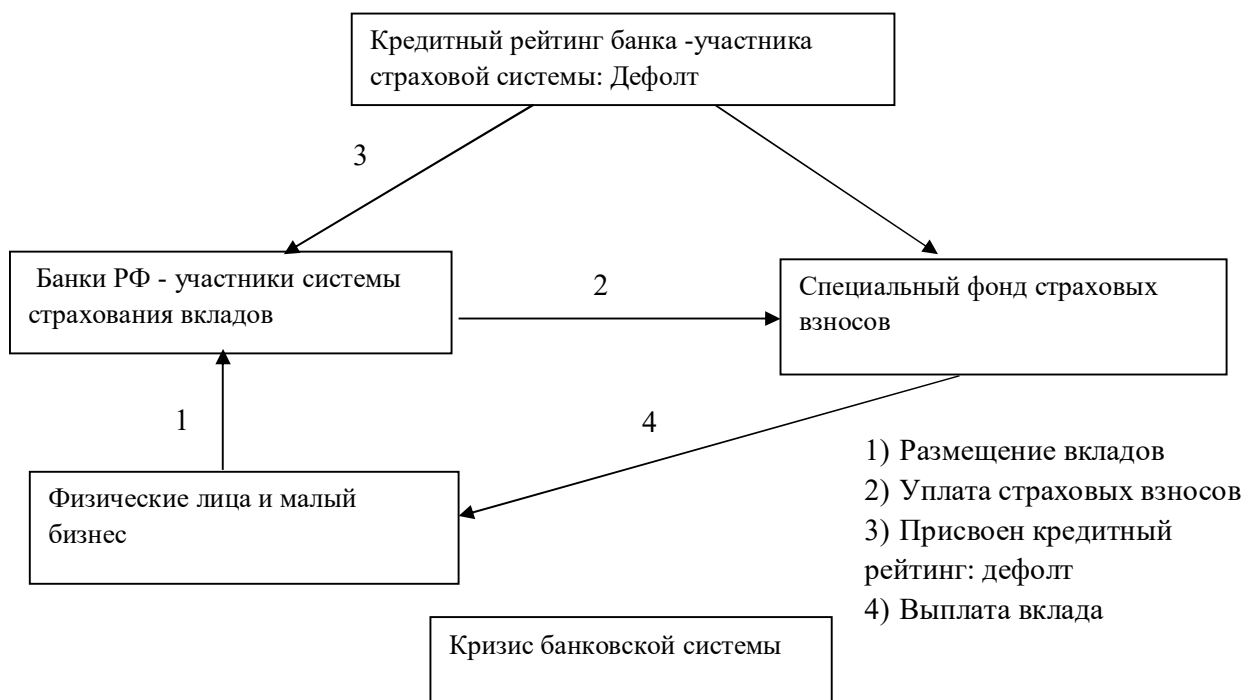 Кредитный рейтинг банка -участника
страховой системы: Дефолт
3
Банки РФ - участники системы
страхования вкладов
2
Специальный фонд страховых
взносов
1
4
Физические лица и малый
бизнес
1) Размещение вкладов
2) Уплата страховых взносов
3) Присвоен кредитный
рейтинг: дефолт
4) Выплата вклада
Кризис банковской системы